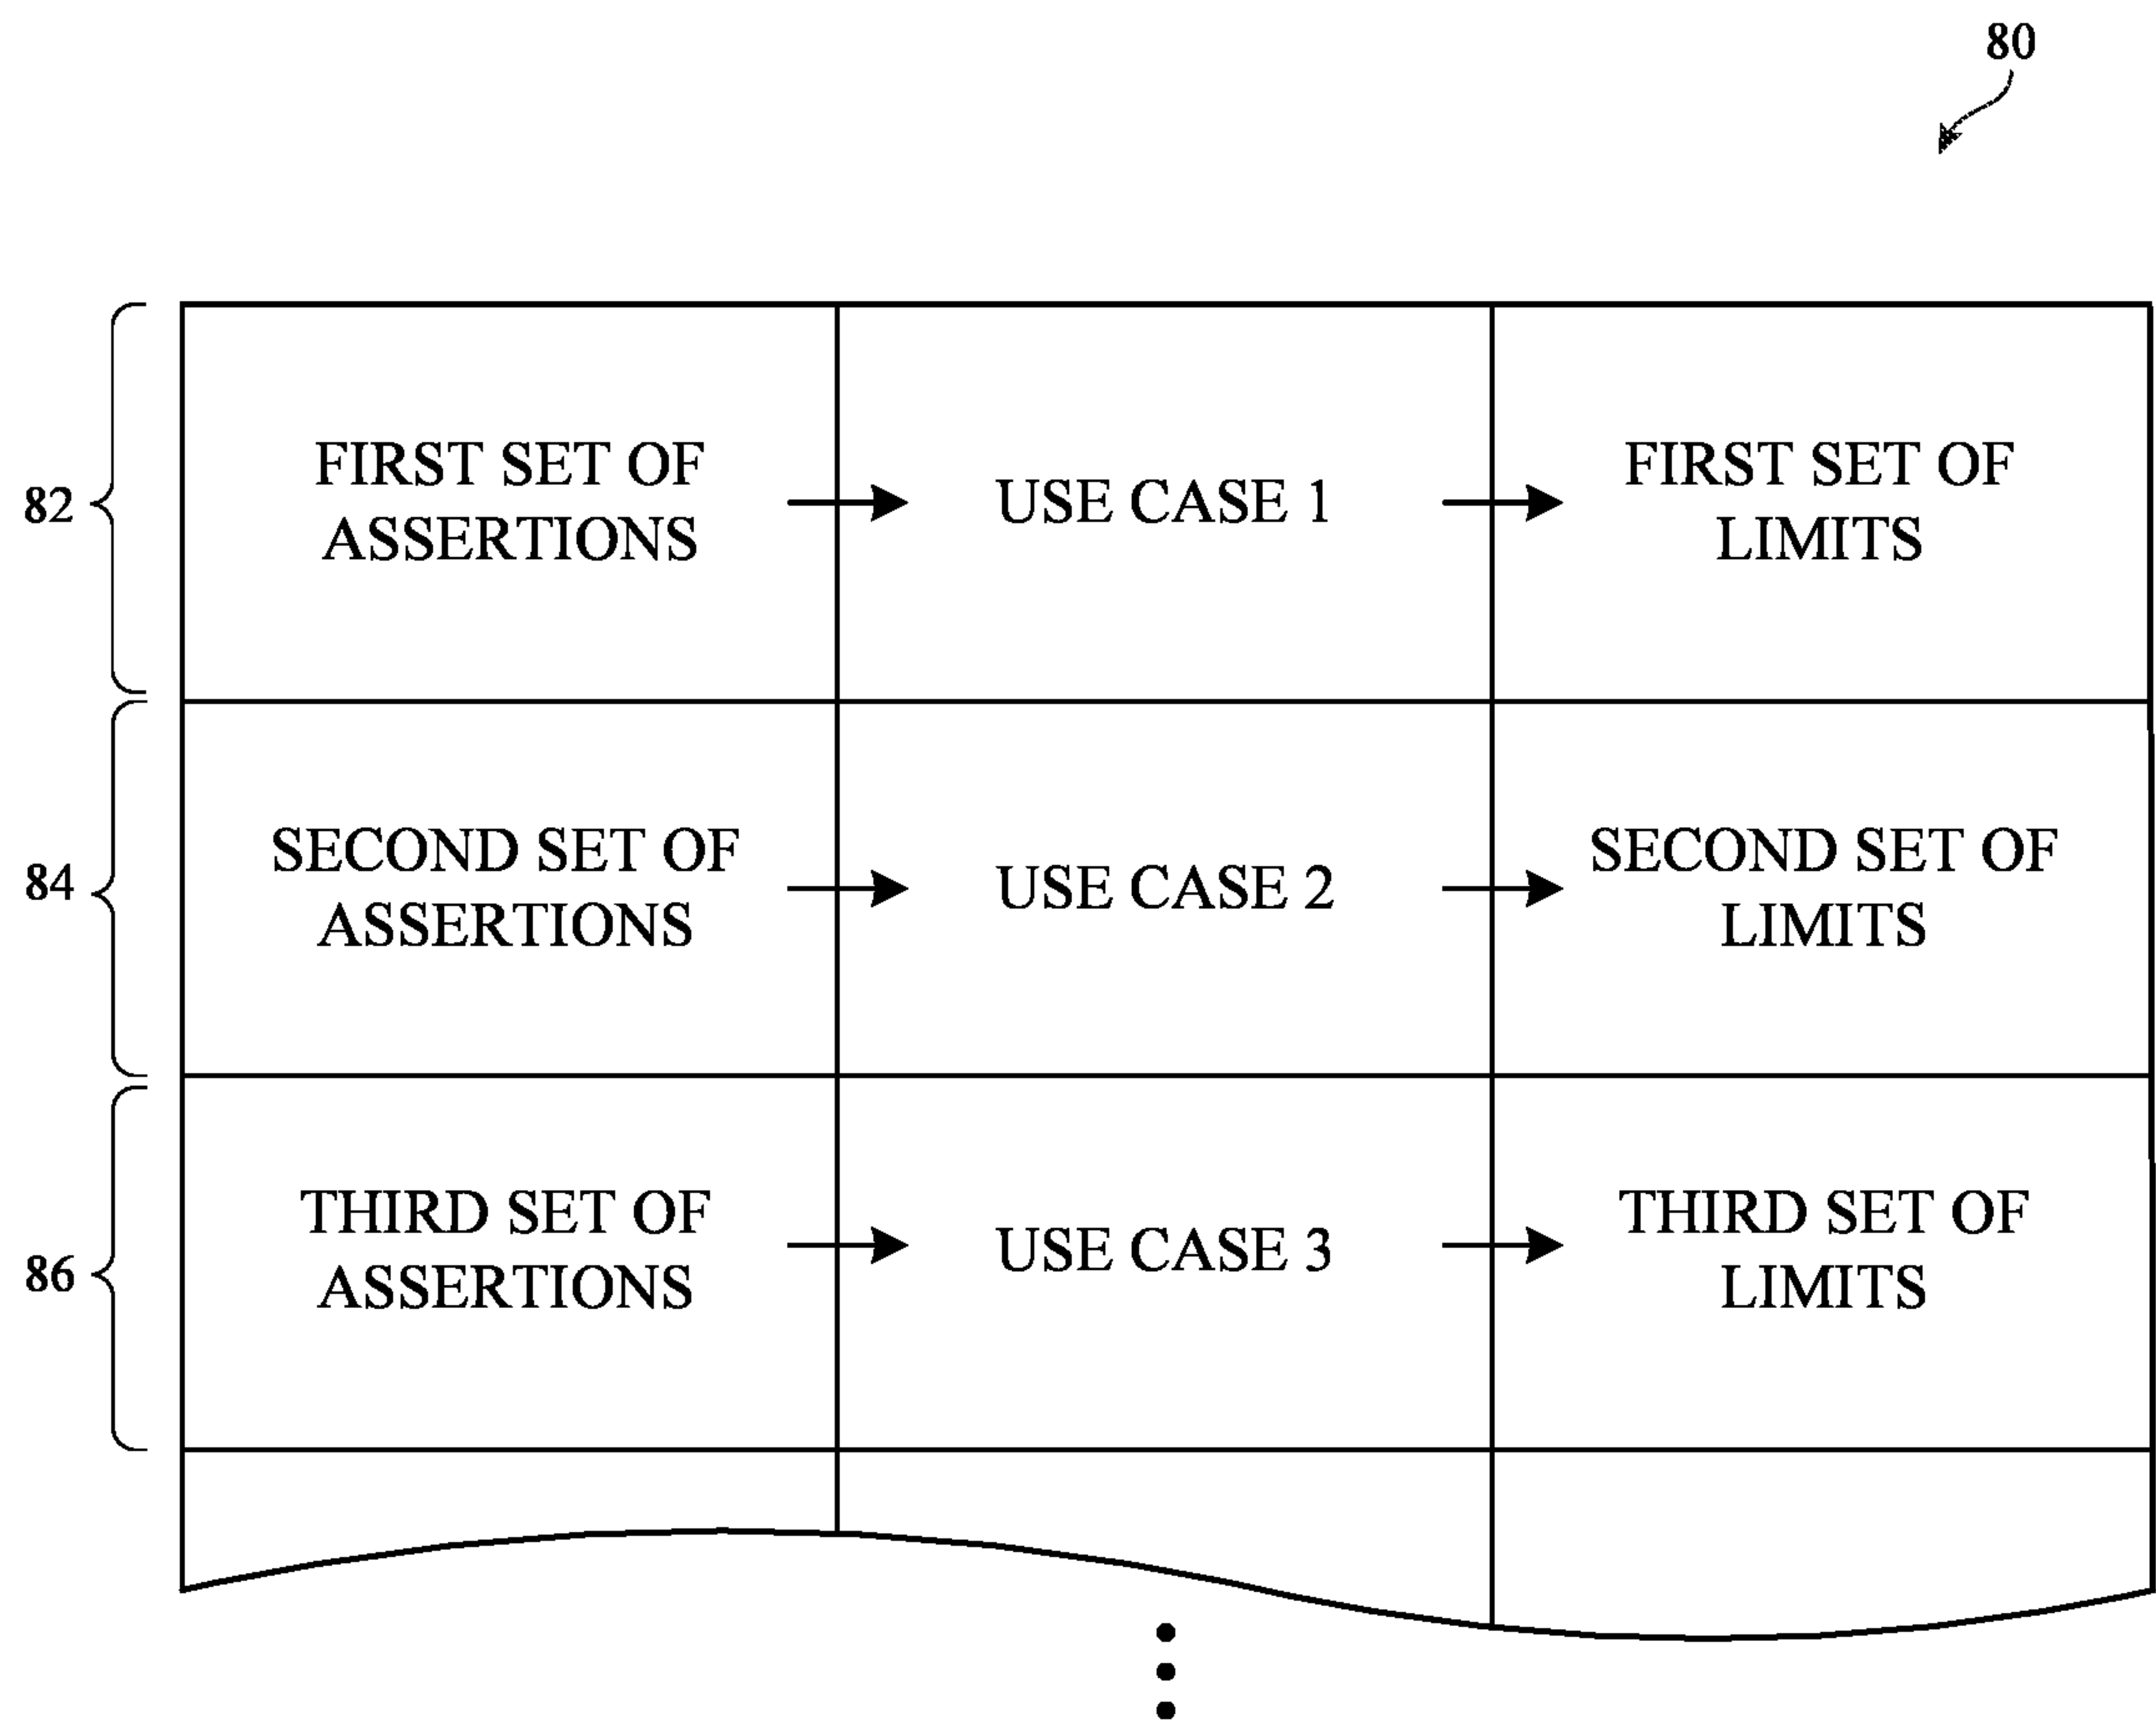 80
82
FIRST SET OF
ASSERTIONS
USE CASE 1
FIRST SET OF
LIMITS
84
SECOND SET OF
ASSERTIONS
USE CASE 2
SECOND SET OF
LIMITS
86
THIRD SET OF
ASSERTIONS
USE CASE 3
THIRD SET OF
LIMITS